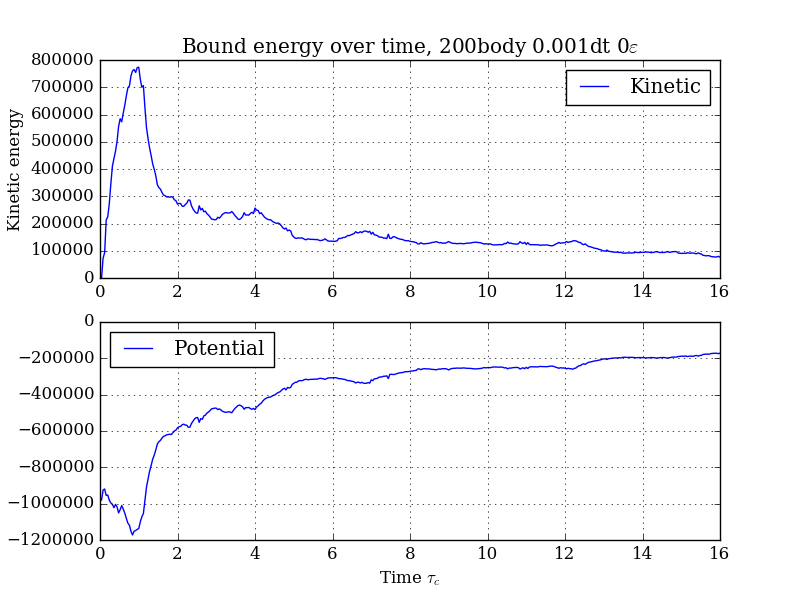 Bound energy over time, 200body 0.001dt 0ε
800000
700000
600000
500000
400000
300000
200000
100000
0
Kinetic energy
Kinetic
0 2 4 6 8 10 12 14 16
0
−200000
−400000
−600000
−800000
−1000000
−1200000
Potential
0 2 4 6 8 10 12 14 16
Time τc